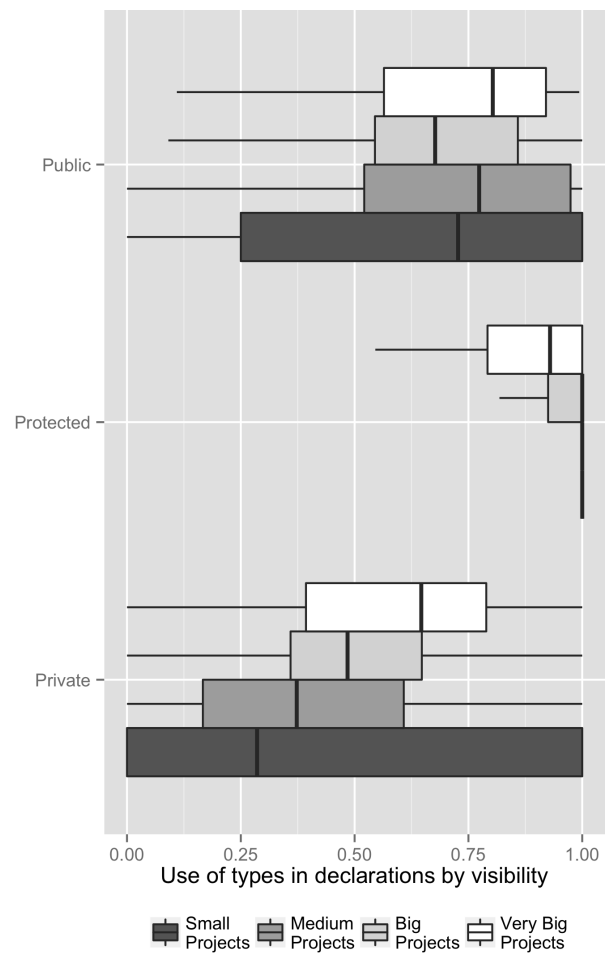 Public
Protected
Private
0.00 0.25 0.50 0.75 1.00
Use of types in declarations by visibility
Small Medium Big Very Big
Projects Projects Projects Projects